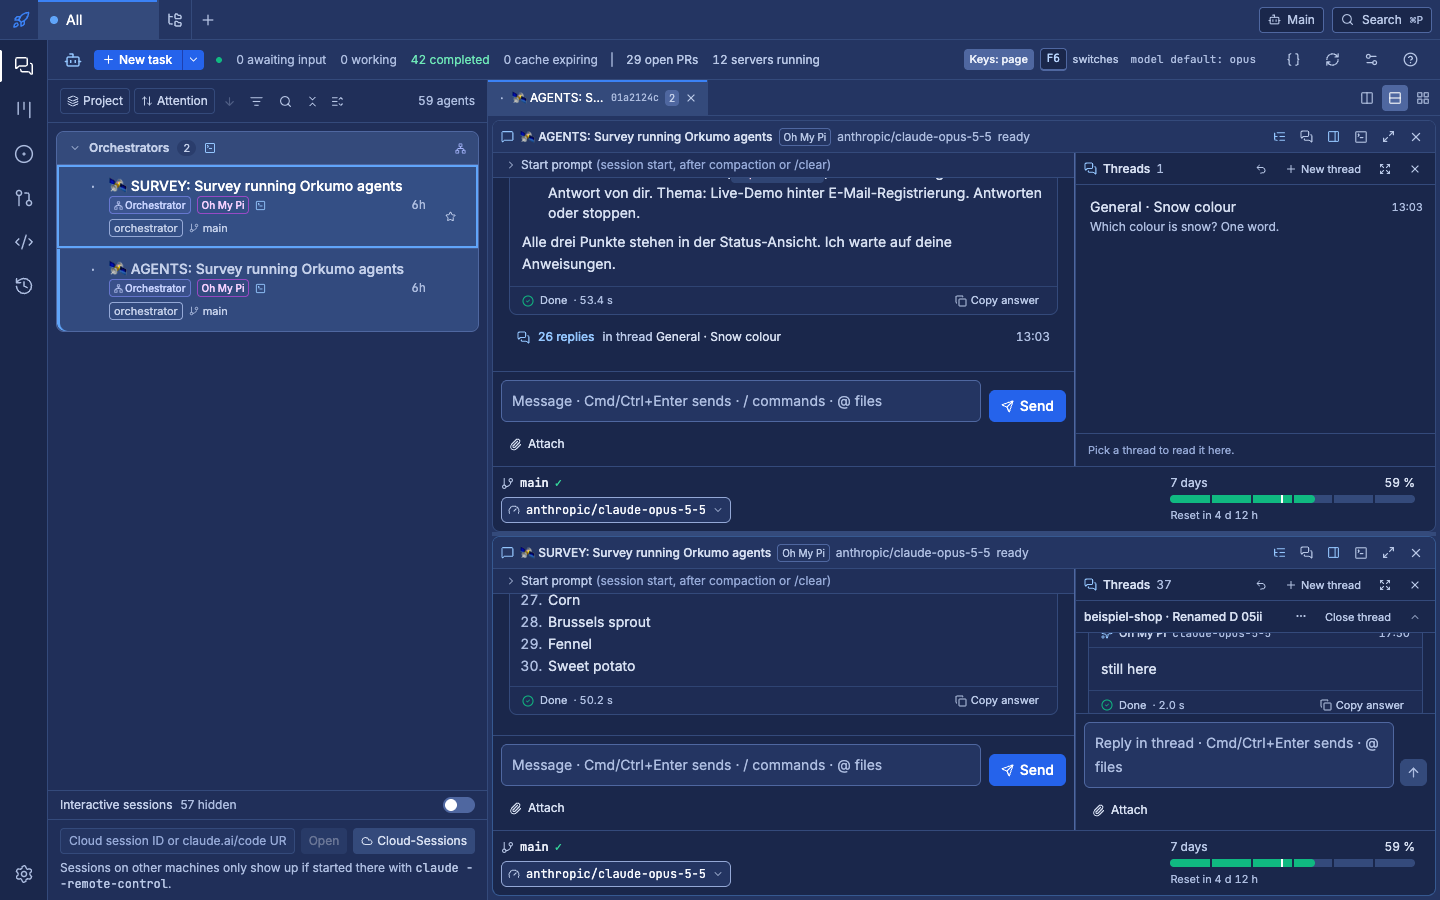 All
Main
Search ⌘P
+ New task
0 awaiting input
0 working
42 completed
0 cache expiring
29 open PRs
12 servers running
Keys: page
F6
switches
model default: opus
Project
Attention
59 agents
Orchestrators 2
SURVEY: Survey running Orkumo agents
Orchestrator
Oh My Pi
6h
orchestrator
main
AGENTS: Survey running Orkumo agents
Orchestrator
Oh My Pi
6h
orchestrator
main
Interactive sessions 57 hidden
Cloud session ID or claude.ai/code UR
Open
Cloud-Sessions
Sessions on other machines only show up if started there with claude -
-remote-control.
· AGENTS: S... 01a2124c 2
AGENTS: Survey running Orkumo agents Oh My Pi anthropic/claude-opus-5-5 ready
Start prompt (session start, after compaction or /clear)
Antwort von dir. Thema: Live-Demo hinter E-Mail-Registrierung. Antworten
oder stoppen.
Alle drei Punkte stehen in der Status-Ansicht. Ich warte auf deine
Anweisungen.
Done · 53.4 s
Copy answer
26 replies in thread General · Snow colour 13:03
Message · Cmd/Ctrl+Enter sends · / commands · @ files
Send
Attach
Threads 1
+ New thread
General · Snow colour 13:03
Which colour is snow? One word.
Pick a thread to read it here.
main ✓
anthropic/claude-opus-5-5
7 days 59 %
Reset in 4 d 12 h
SURVEY: Survey running Orkumo agents Oh My Pi anthropic/claude-opus-5-5 ready
Start prompt (session start, after compaction or /clear)
27. Corn
28. Brussels sprout
29. Fennel
30. Sweet potato
Done · 50.2 s
Copy answer
Message · Cmd/Ctrl+Enter sends · / commands · @ files
Send
Attach
Threads 37
+ New thread
beispiel-shop · Renamed D 05ii
Close thread
Oh My Pi claude-opus-5-5 17:50
still here
Done · 2.0 s
Copy answer
Reply in thread · Cmd/Ctrl+Enter sends · @
files
Attach
main ✓
anthropic/claude-opus-5-5
7 days 59 %
Reset in 4 d 12 h